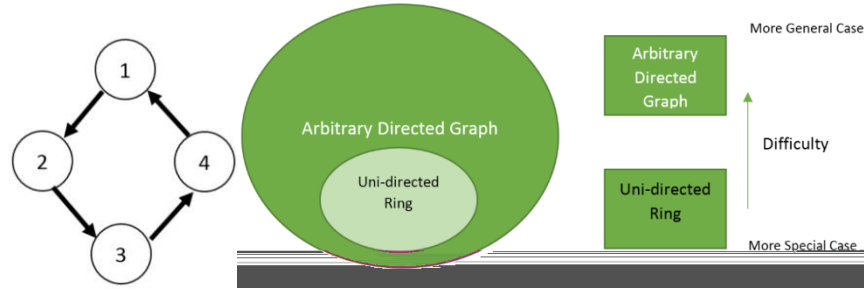 1
2
4
3
Arbitrary Directed Graph
Uni-directed
Ring
More General Case
Arbitrary
Directed
Graph
Difficulty
Uni-directed
Ring
More Special Case